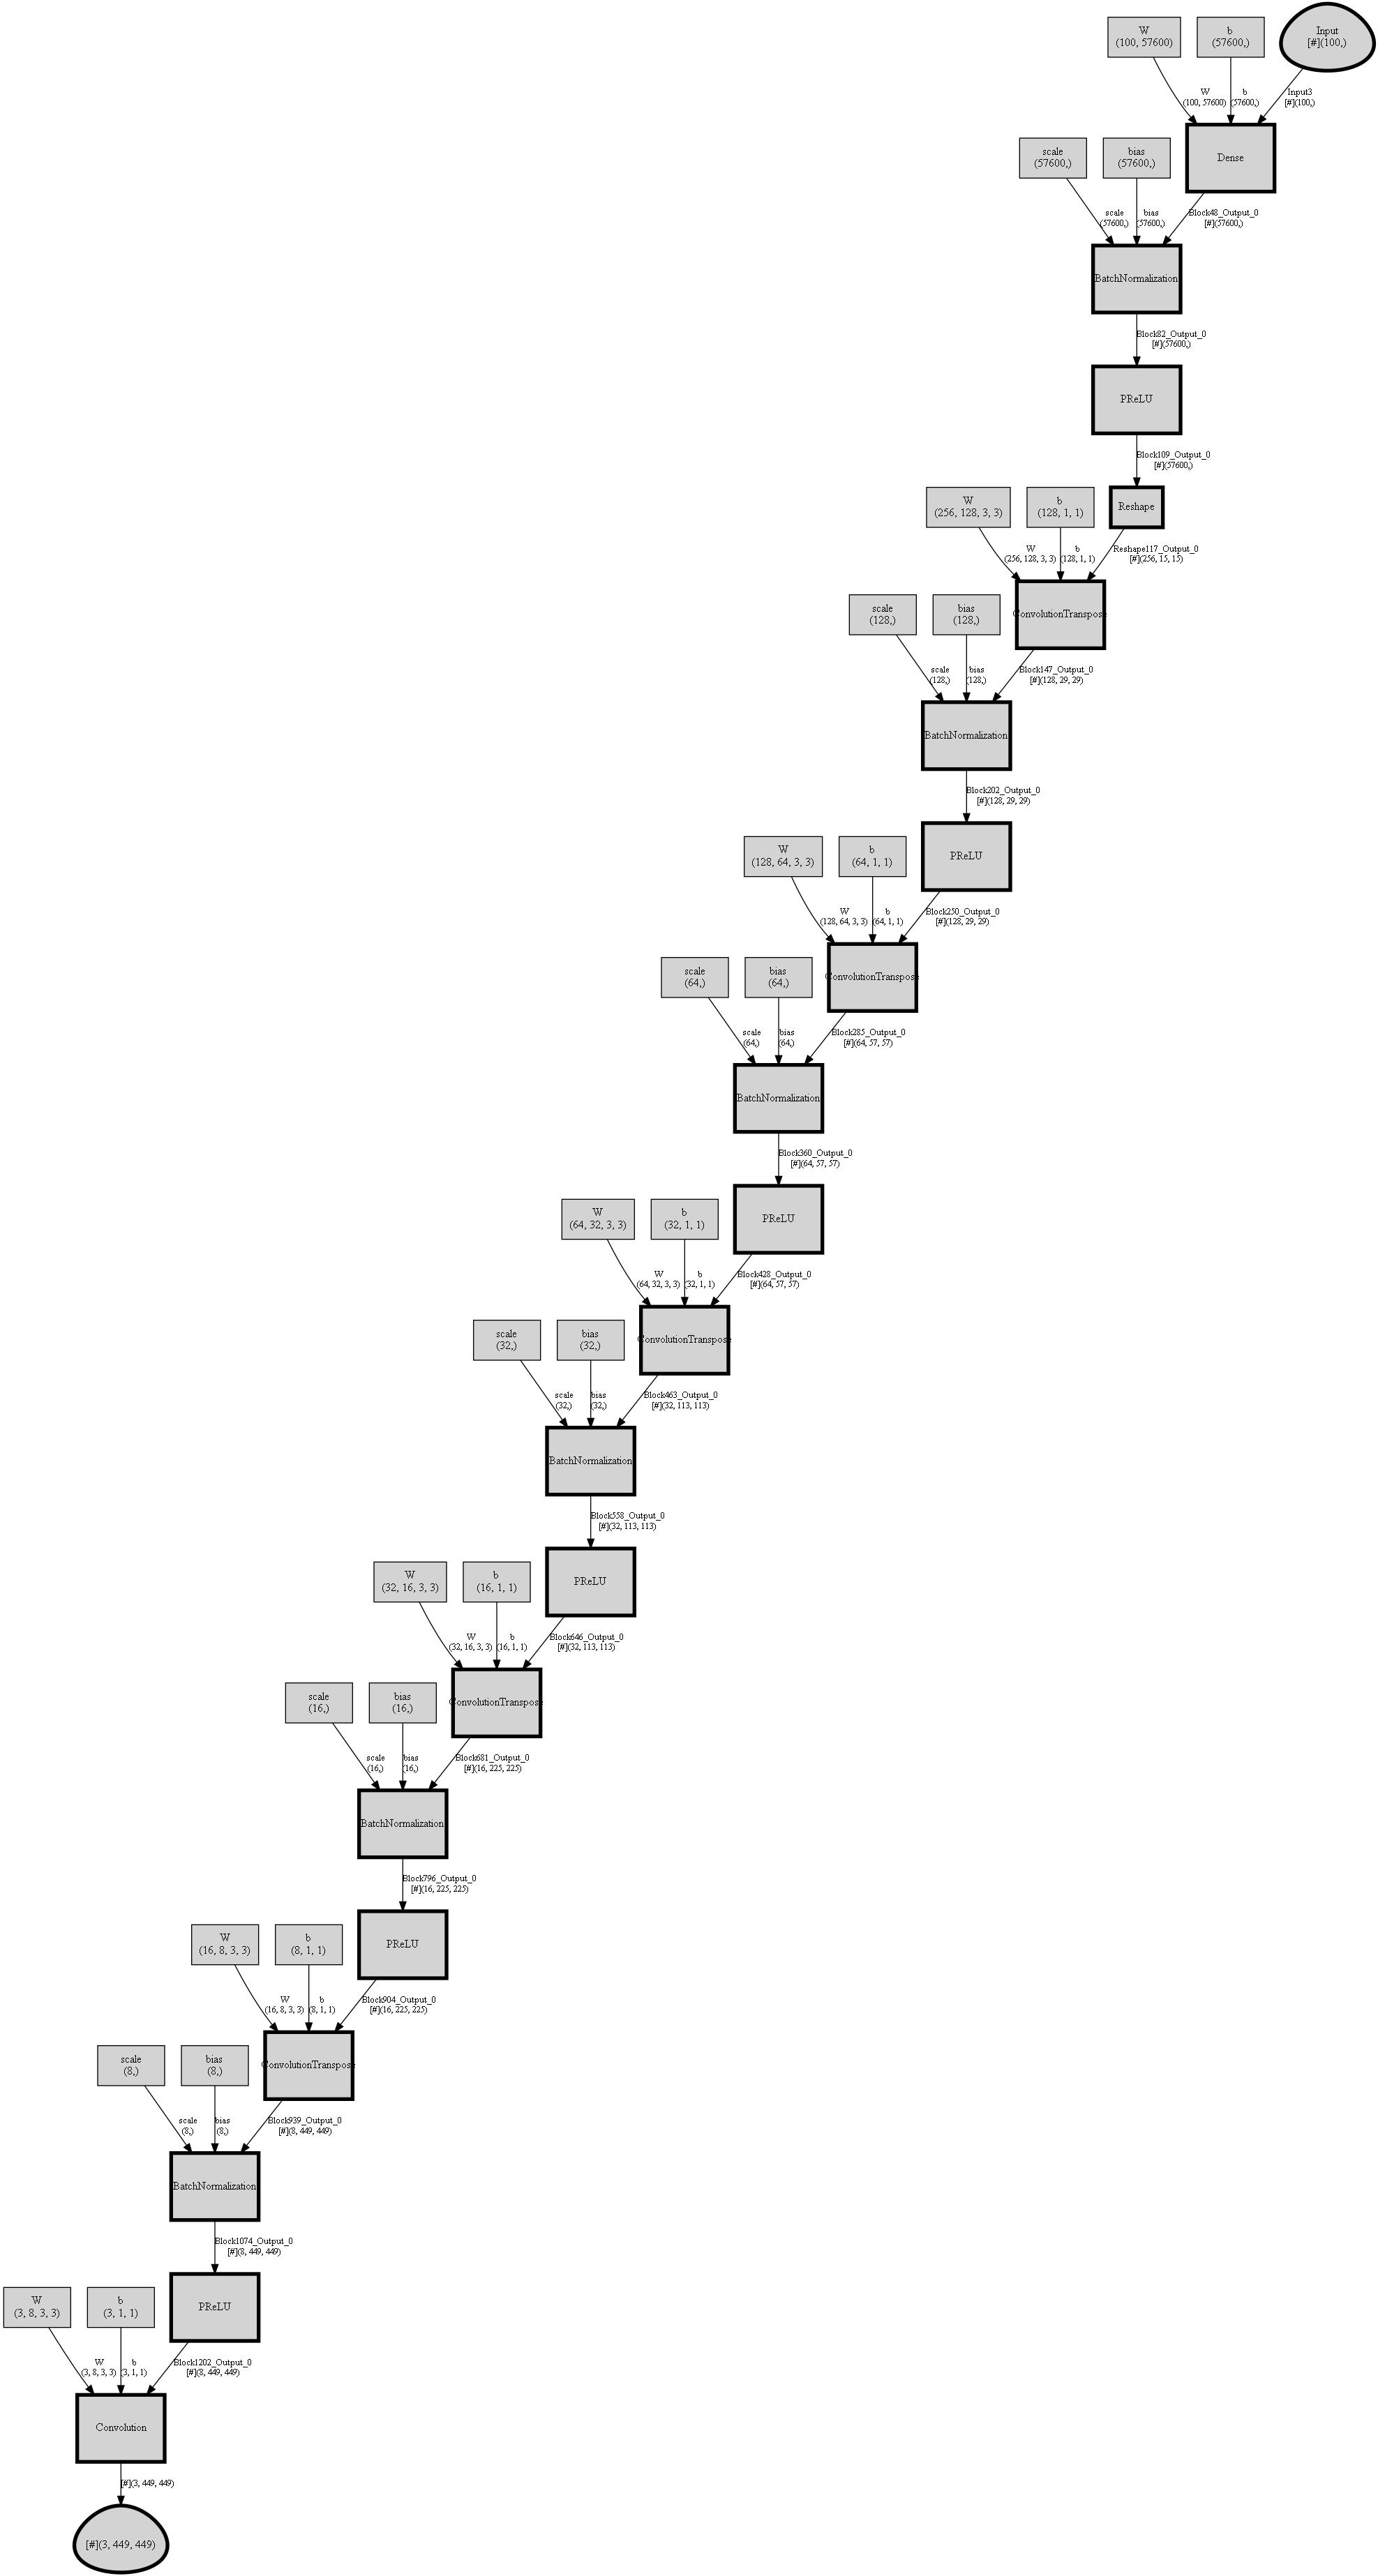 W
(100, 57600)
b
(57600,)
Input
[#](100,)
W
(100, 57600)
b
(57600,)
Input3
[#](100,)
scale
(57600,)
bias
(57600,)
Dense
scale
(57600,)
bias
(57600,)
Block48_Output_0
[#](57600,)
BatchNormalization
Block82_Output_0
[#](57600,)
PReLU
Block109_Output_0
[#](57600,)
W
(256, 128, 3, 3)
b
(128, 1, 1)
Reshape
W
(256, 128, 3, 3)
b
(128, 1, 1)
Reshape117_Output_0
[#](256, 15, 15)
scale
(128,)
bias
(128,)
ConvolutionTranspose
scale
(128,)
bias
(128,)
Block147_Output_0
[#](128, 29, 29)
BatchNormalization
Block202_Output_0
[#](128, 29, 29)
W
(128, 64, 3, 3)
b
(64, 1, 1)
PReLU
W
(128, 64, 3, 3)
b
(64, 1, 1)
Block250_Output_0
[#](128, 29, 29)
scale
(64,)
bias
(64,)
ConvolutionTranspose
scale
(64,)
bias
(64,)
Block285_Output_0
[#](64, 57, 57)
BatchNormalization
Block360_Output_0
[#](64, 57, 57)
W
(64, 32, 3, 3)
b
(32, 1, 1)
PReLU
W
(64, 32, 3, 3)
b
(32, 1, 1)
Block428_Output_0
[#](64, 57, 57)
scale
(32,)
bias
(32,)
ConvolutionTranspose
scale
(32,)
bias
(32,)
Block463_Output_0
[#](32, 113, 113)
BatchNormalization
Block558_Output_0
[#](32, 113, 113)
W
(32, 16, 3, 3)
b
(16, 1, 1)
PReLU
W
(32, 16, 3, 3)
b
(16, 1, 1)
Block646_Output_0
[#](32, 113, 113)
scale
(16,)
bias
(16,)
ConvolutionTranspose
scale
(16,)
bias
(16,)
Block681_Output_0
[#](16, 225, 225)
BatchNormalization
Block796_Output_0
[#](16, 225, 225)
W
(16, 8, 3, 3)
b
(8, 1, 1)
PReLU
W
(16, 8, 3, 3)
b
(8, 1, 1)
Block904_Output_0
[#](16, 225, 225)
scale
(8,)
bias
(8,)
ConvolutionTranspose
scale
(8,)
bias
(8,)
Block939_Output_0
[#](8, 449, 449)
BatchNormalization
Block1074_Output_0
[#](8, 449, 449)
W
(3, 8, 3, 3)
b
(3, 1, 1)
PReLU
W
(3, 8, 3, 3)
b
(3, 1, 1)
Block1202_Output_0
[#](8, 449, 449)
Convolution
[#](3, 449, 449)
[#](3, 449, 449)